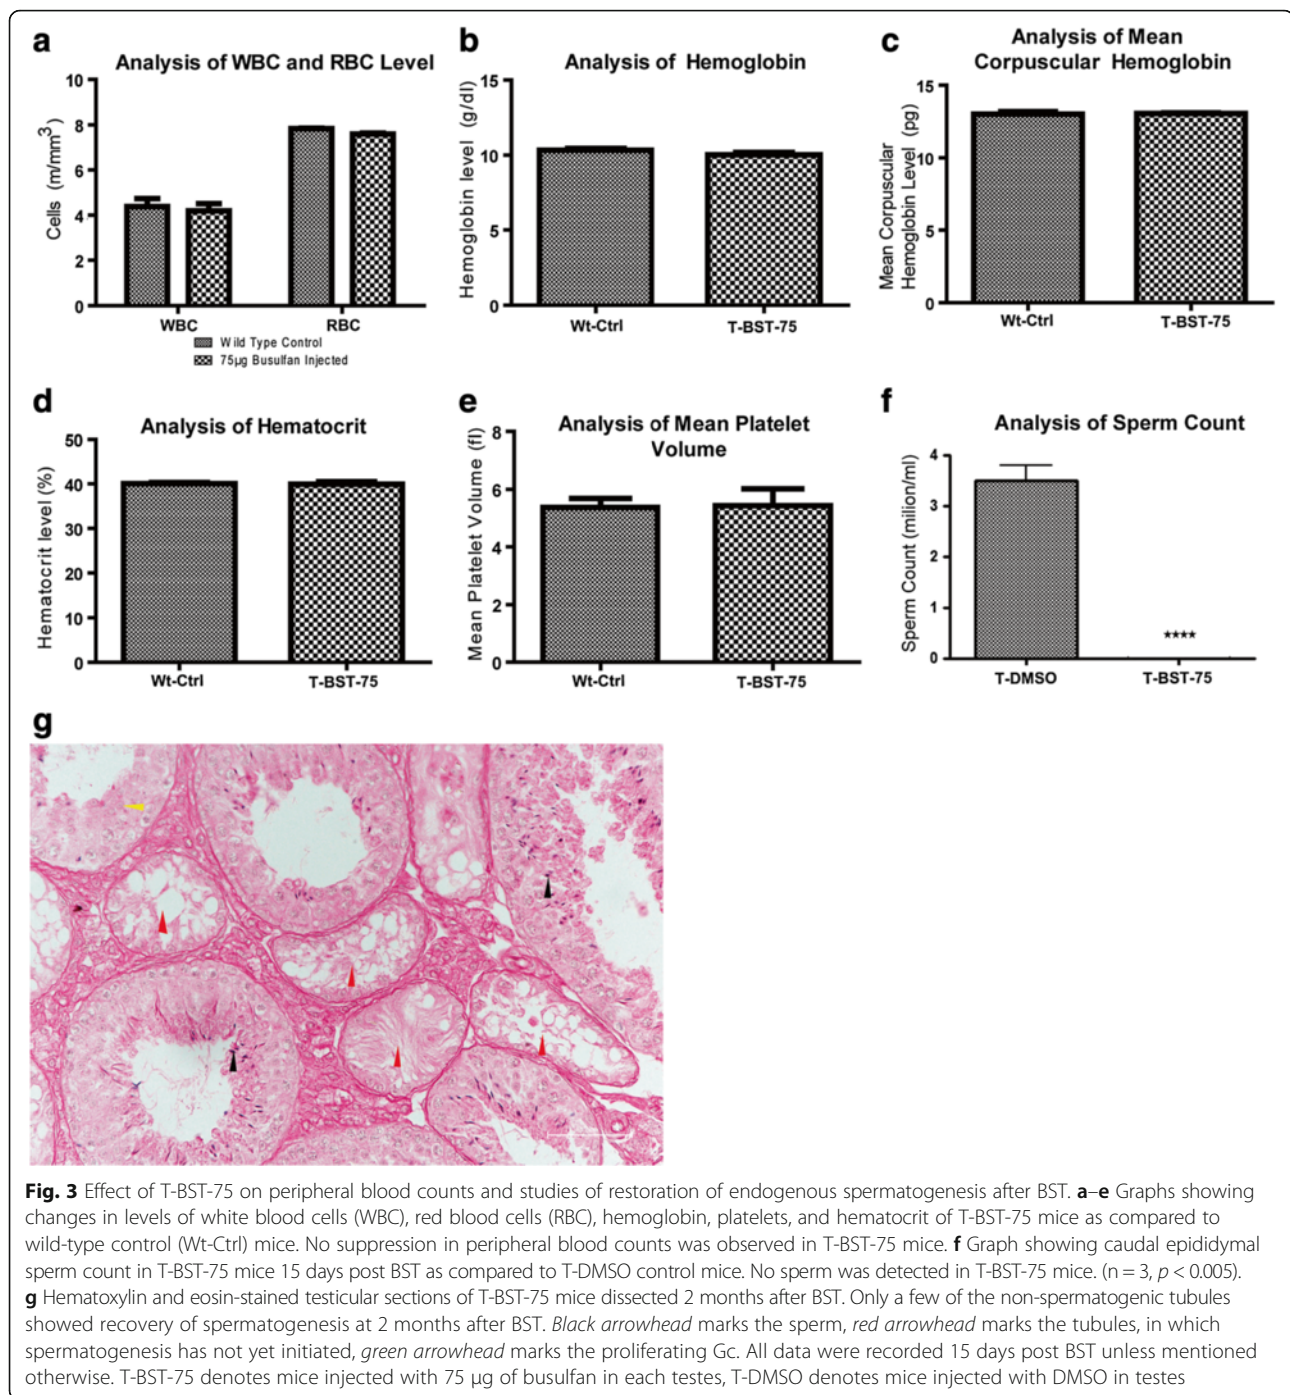 a
Analysis of WBC and RBC Level
10
8
6
4
2
0
Cells (m/mm3)
WBC
RBC
Wild Type Control
75µg Busulfan Injected
b
Analysis of Hemoglobin
15
10
5
0
Hemoglobin level (g/dl)
Wt-Ctrl
T-BST-75
c
Analysis of Mean
Corpuscular Hemoglobin
15
10
5
0
Mean Corpuscular
Hemoglobin Level (pg)
Wt-Ctrl
T-BST-75
d
Analysis of Hematocrit
50
40
30
20
10
0
Hematocrit level (%)
Wt-Ctrl
T-BST-75
e
Analysis of Mean Platelet
Volume
8
6
4
2
0
Mean Platelet Volume (fl)
Wt-Ctrl
T-BST-75
f
Analysis of Sperm Count
4
3
2
1
0
Sperm Count (milion/ml)
★★★★
T-DMSO
T-BST-75
g
Fig. 3 Effect of T-BST-75 on peripheral blood counts and studies of restoration of endogenous spermatogenesis after BST. a–e Graphs showing
changes in levels of white blood cells (WBC), red blood cells (RBC), hemoglobin, platelets, and hematocrit of T-BST-75 mice as compared to
wild-type control (Wt-Ctrl) mice. No suppression in peripheral blood counts was observed in T-BST-75 mice. f Graph showing caudal epididymal
sperm count in T-BST-75 mice 15 days post BST as compared to T-DMSO control mice. No sperm was detected in T-BST-75 mice. (n = 3, p < 0.005).
g Hematoxylin and eosin-stained testicular sections of T-BST-75 mice dissected 2 months after BST. Only a few of the non-spermatogenic tubules
showed recovery of spermatogenesis at 2 months after BST. Black arrowhead marks the sperm, red arrowhead marks the tubules, in which
spermatogenesis has not yet initiated, green arrowhead marks the proliferating Gc. All data were recorded 15 days post BST unless mentioned
otherwise. T-BST-75 denotes mice injected with 75 µg of busulfan in each testes, T-DMSO denotes mice injected with DMSO in testes